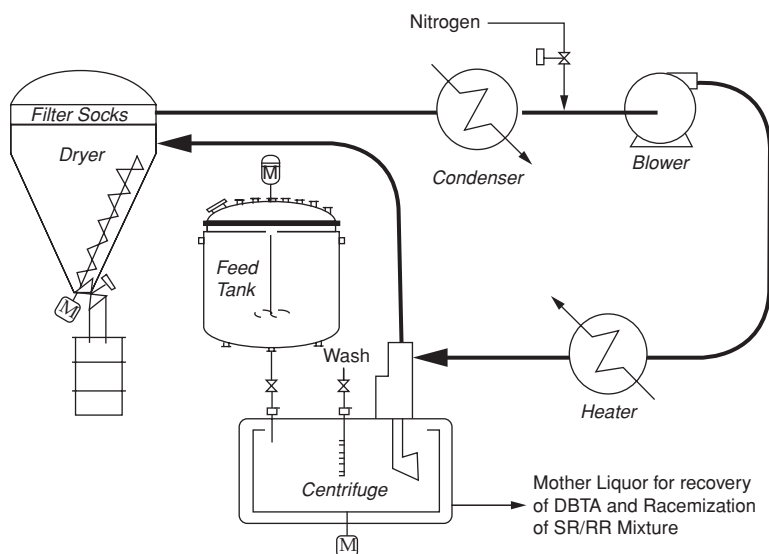 Nitrogen
Filter Socks
Dryer
M
Condenser
Blower
Feed
Tank
M
Wash
Heater
Centrifuge
Mother Liquor for recovery
of DBTA and Racemization
of SR/RR Mixture
M